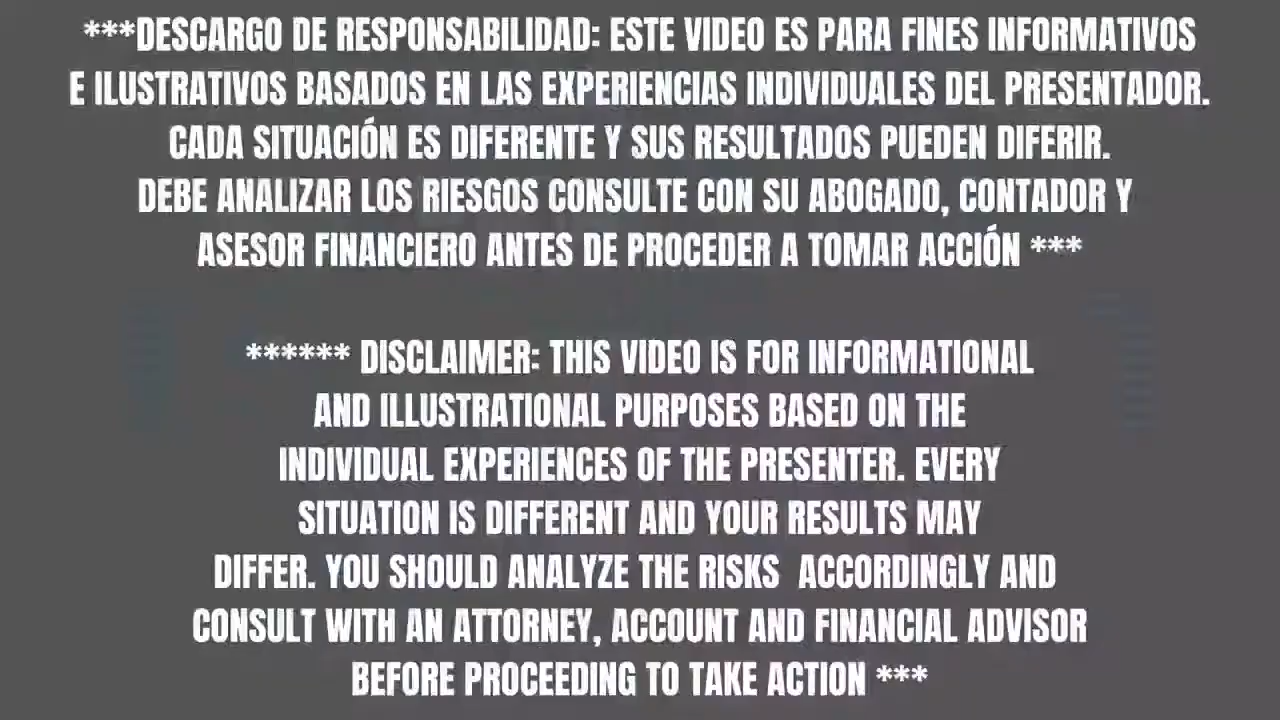 ***DESCARGO DE RESPONSABILIDAD: ESTE VIDEO ES PARA FINES INFORMATIVOS
E ILUSTRATIVOS BASADOS EN LAS EXPERIENCIAS INDIVIDUALES DEL PRESENTADOR.
CADA SITUACIÓN ES DIFERENTE Y SUS RESULTADOS PUEDEN DIFERIR.
DEBE ANALIZAR LOS RIESGOS CONSULTE CON SU ABOGADO, CONTADOR Y
ASESOR FINANCIERO ANTES DE PROCEDER A TOMAR ACCIÓN ***
****** DISCLAIMER: THIS VIDEO IS FOR INFORMATIONAL
AND ILLUSTRATIONAL PURPOSES BASED ON THE
INDIVIDUAL EXPERIENCES OF THE PRESENTER. EVERY
SITUATION IS DIFFERENT AND YOUR RESULTS MAY
DIFFER. YOU SHOULD ANALYZE THE RISKS  ACCORDINGLY AND
CONSULT WITH AN ATTORNEY, ACCOUNT AND FINANCIAL ADVISOR
BEFORE PROCEEDING TO TAKE ACTION ***